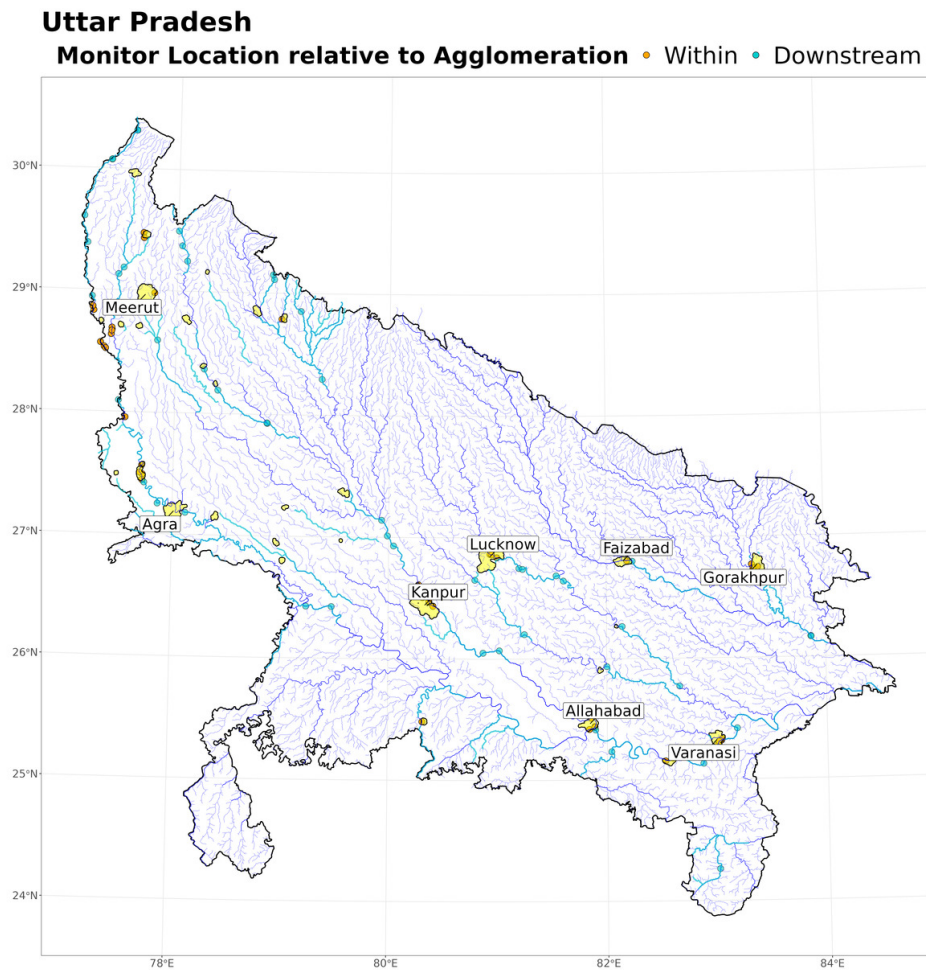 Uttar Pradesh
Monitor Location relative to Agglomeration Within Downstream
30°N
29°N
Meerut
28°N
27°N
Agra
Lucknow
Faizabad
Gorakhpur
Kanpur
26°N
Allahabad
Varanasi
25°N
24°N
78°E 80°E 82°E 84°E